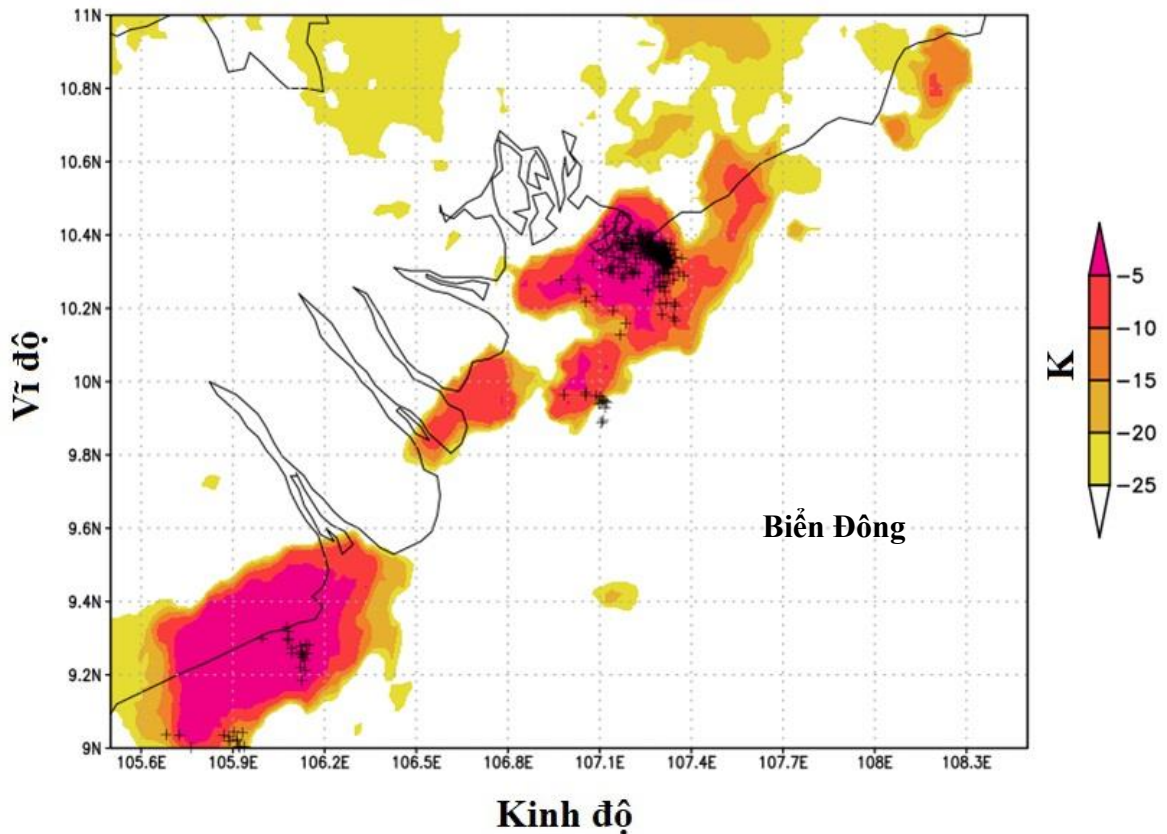 11N
10.8N
10.6N
10.4N
10.2N
10N
9.8N
9.6N
9.4N
9.2N
9N
Vĩ độ
Biển Đông
K
−5
−10
−15
−20
−25
105.6E 105.9E 106.2E 106.5E 106.8E 107.1E 107.4E 107.7E 108E 108.3E
Kinh độ